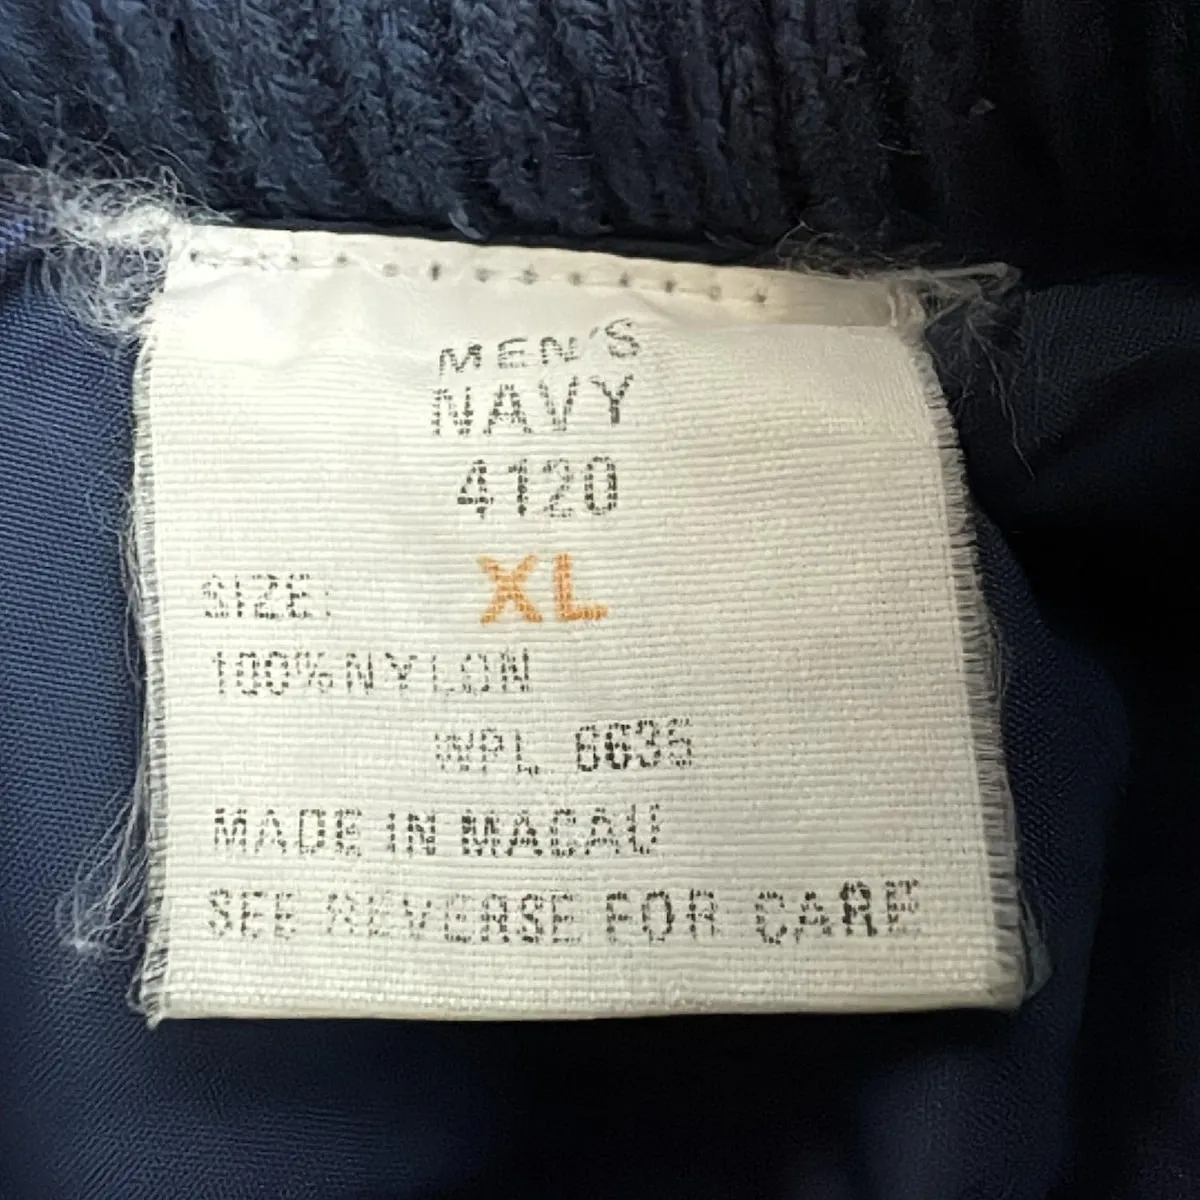 MEN'S
NAVY
4120
SIZE: XL
100% NYLON
WPL 6635
MADE IN MACAU
SEE REVERSE FOR CARE